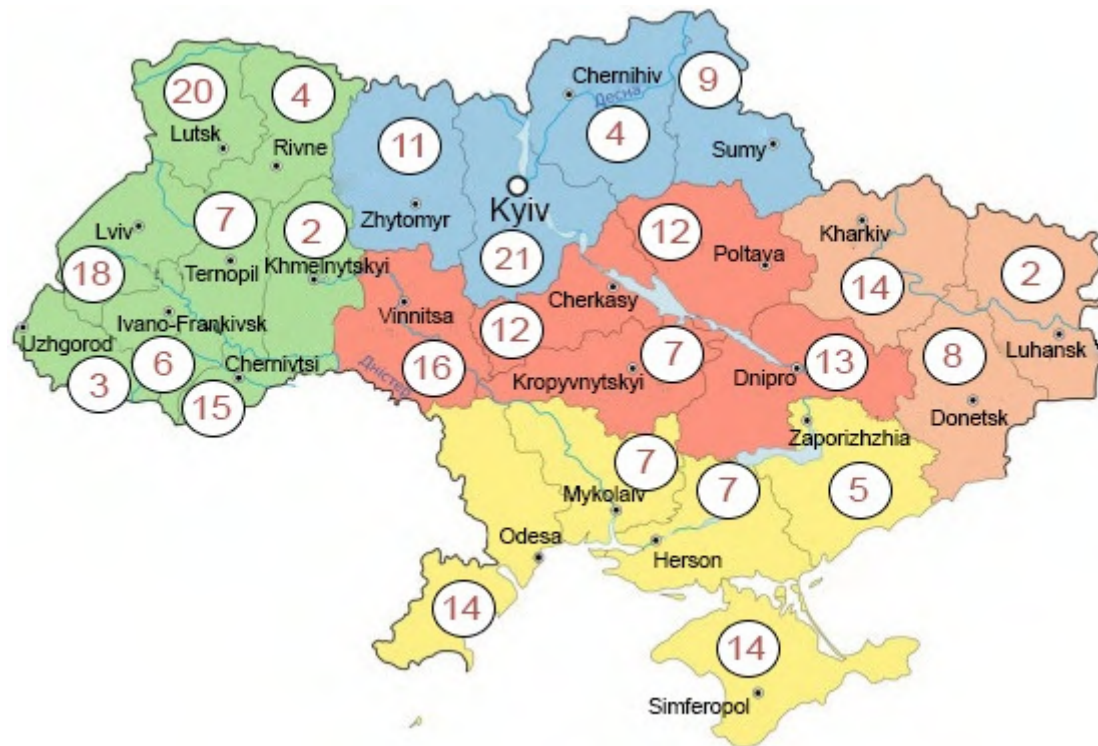 Chernihiv
9
20
4
Десна
Lutsk
4
Rivne
11
Sumy
Kyiv
Zhytomyr
7
2
12
Lviv
Kharkiv
Poltava
18
Ternopil
Khmelnytskyi
21
14
2
Cherkasy
Vinnitsa
Ivano-Frankivsk
12
Uzhgorod
7
13
8
Luhansk
6
Chernivtsi
16
Дністер
Kropyvnytskyi
Dnipro
3
15
Donetsk
Zaporizhzhia
7
7
5
Mykolaiv
Odesa
Herson
14
14
Simferopol